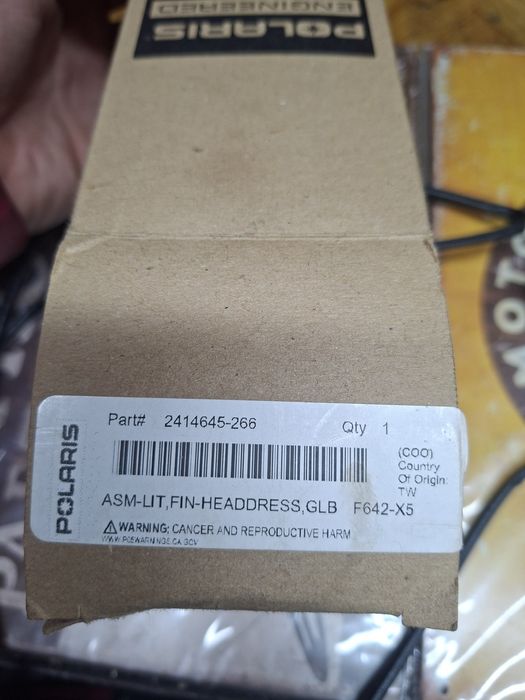 POLARIS
ENGINEERED
Part# 2414645-266 Qty 1
POLARIS
(COO)
Country
Of Origin:
TW
ASM-LIT,FIN-HEADDRESS,GLB F642-X5
⚠WARNING: CANCER AND REPRODUCTIVE HARM
WWW.P65WARNINGS.CA.GOV
MOTO